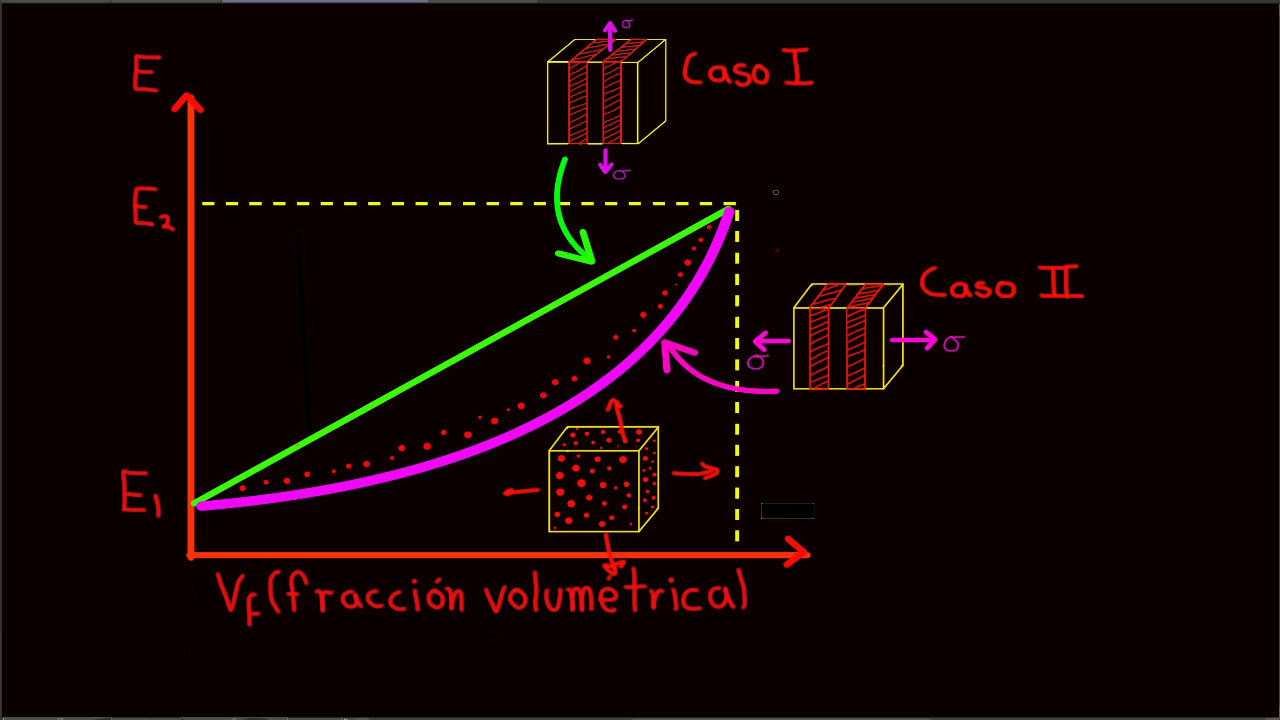 σ
Caso I
E
σ
E₂
Caso II
σ
σ
E₁
V_f (fracción volumétrica)